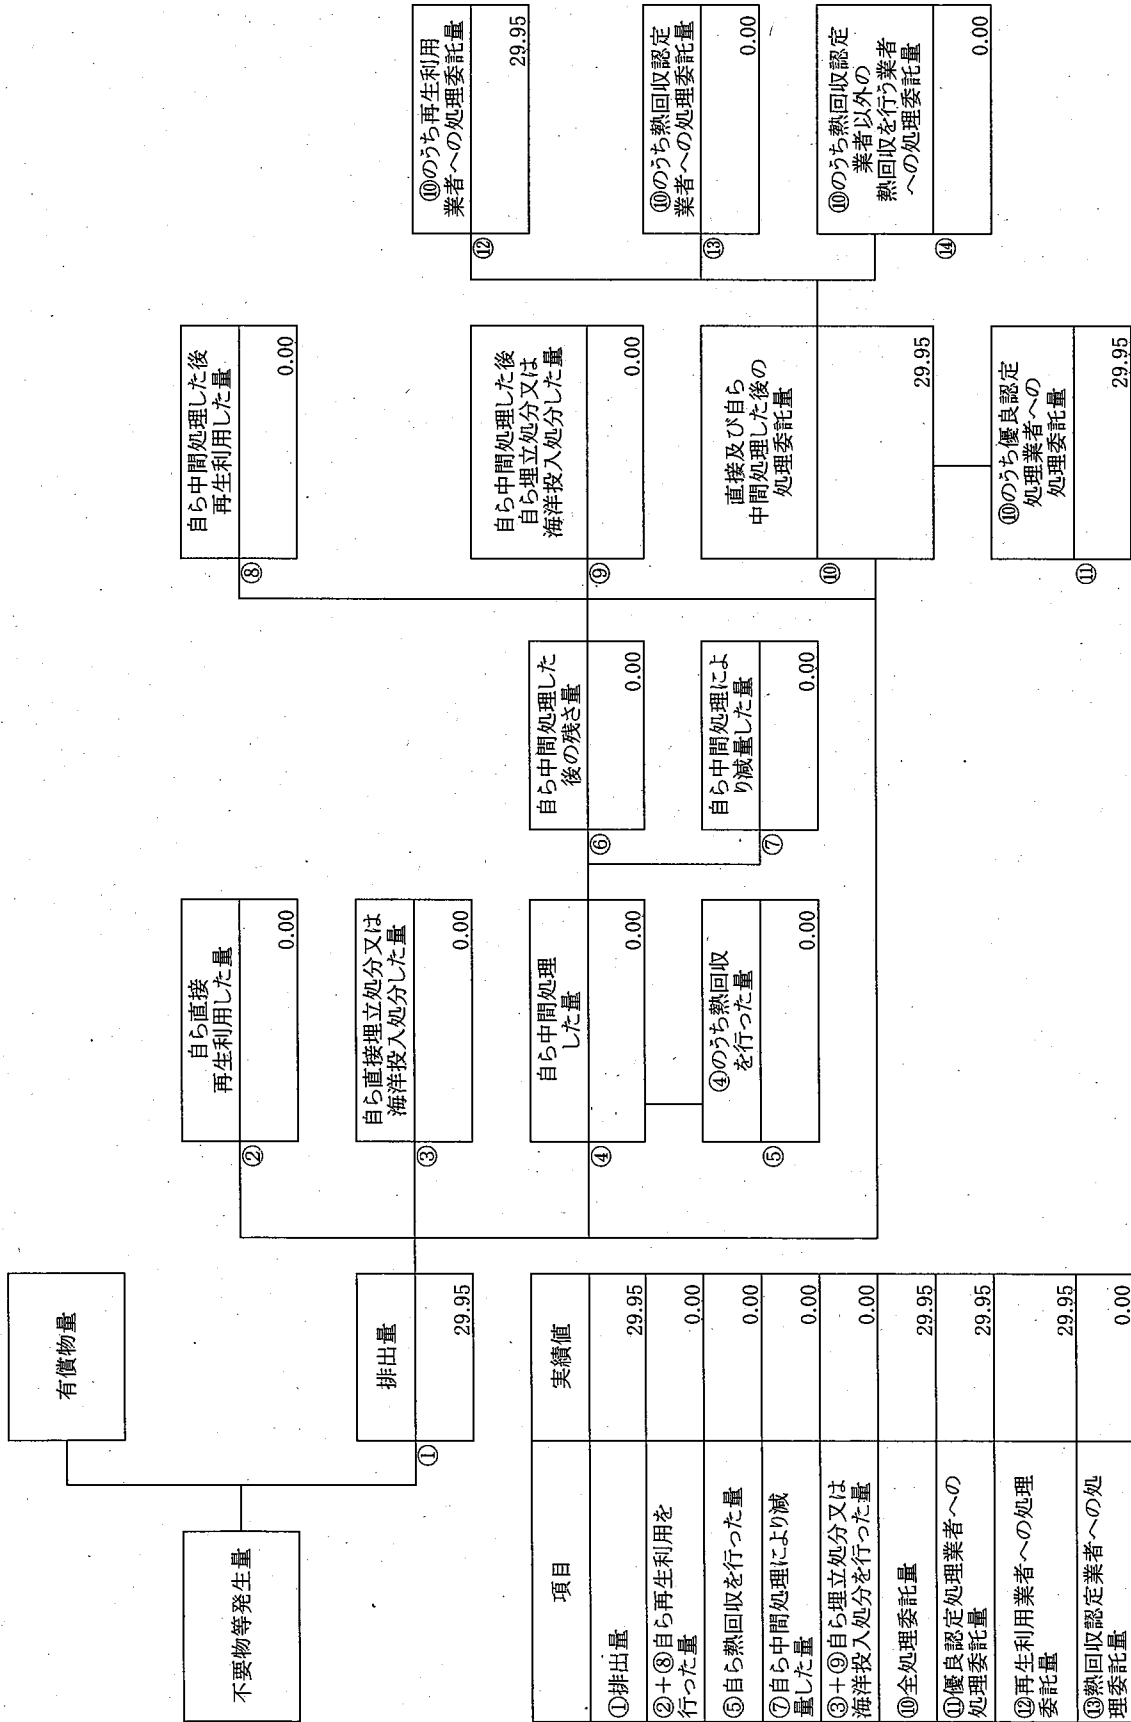 有償物量
不要物等発生量
排出量
①
29.95
自ら直接
再生利用した量
②
0.00
自ら直接埋立処分又は
海洋投入処分した量
③
0.00
自ら中間処理
した量
④
0.00
④のうち熱回収
を行った量
⑤
0.00
自ら中間処理した
後の残さ量
⑥
0.00
自ら中間処理によ
り減量した量
⑦
0.00
自ら中間処理した後
再生利用した量
⑧
0.00
自ら中間処理した後
自ら埋立処分又は
海洋投入処分した量
⑨
0.00
直接及び自ら
中間処理した後の
処理委託量
⑩
29.95
⑩のうち優良認定
処理業者への
処理委託量
⑪
29.95
⑩のうち再生利用
業者への処理委託量
⑫
29.95
⑩のうち熱回収認定
業者への処理委託量
⑬
0.00
⑩のうち熱回収認定
業者以外の
熱回収を行う業者
への処理委託量
⑭
0.00
項目 実績値
①排出量 29.95
②+⑧自ら再生利用を
行った量 0.00
⑤自ら熱回収を行った量 0.00
⑦自ら中間処理により減
量した量 0.00
③+⑨自ら埋立処分又は
海洋投入処分を行った量 0.00
⑩全処理委託量 29.95
⑪優良認定処理業者への
処理委託量 29.95
⑫再生利用業者への処理
委託量 29.95
⑬熱回収認定業者への処
理委託量 0.00